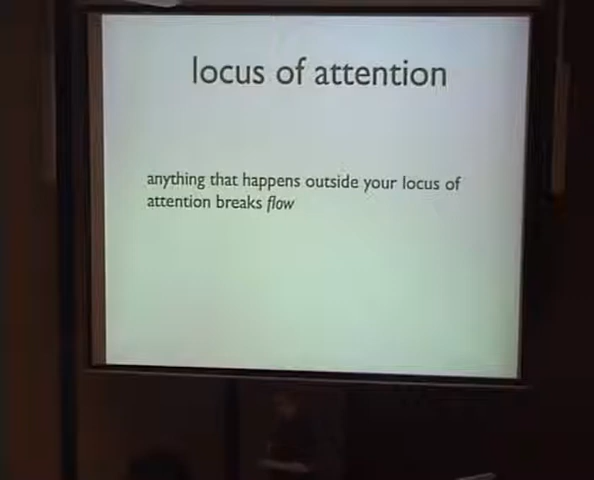 locus of attention
anything that happens outside your locus of
attention breaks flow